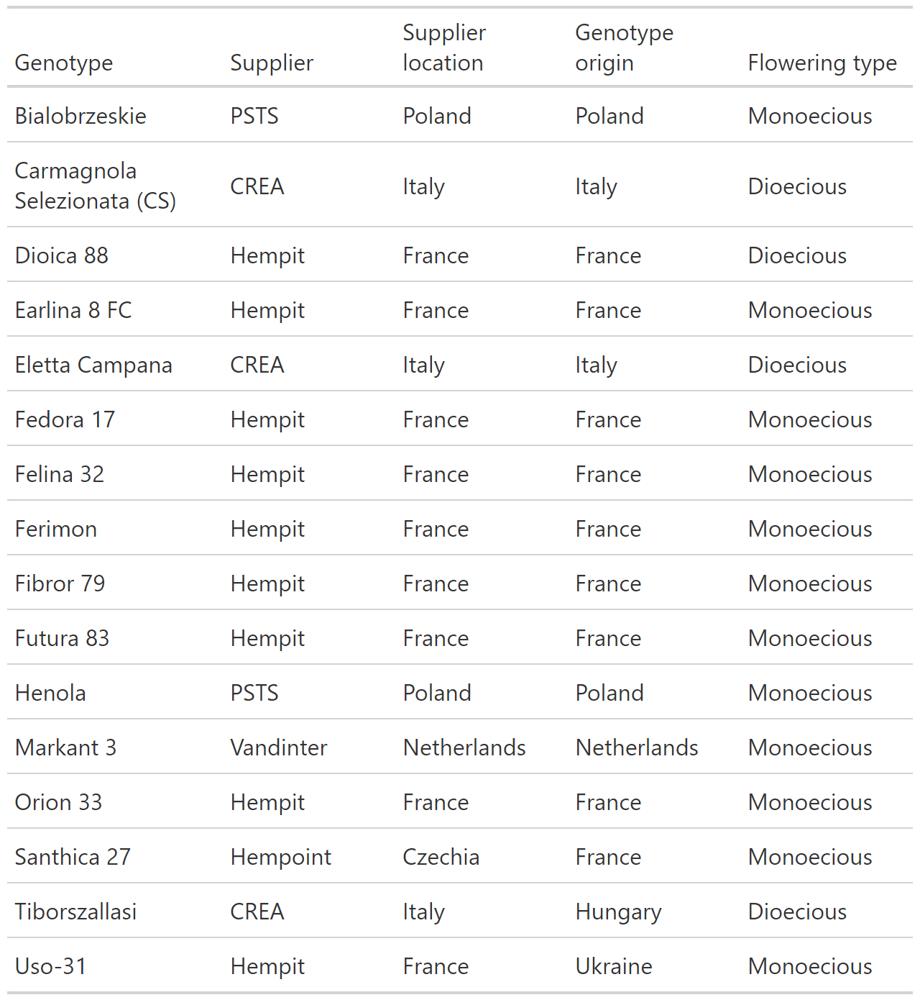 Genotype Supplier Supplier location Genotype origin Flowering type
Bialobrzeskie PSTS Poland Poland Monoecious
Carmagnola Selezionata (CS) CREA Italy Italy Dioecious
Dioica 88 Hempit France France Dioecious
Earlina 8 FC Hempit France France Monoecious
Eletta Campana CREA Italy Italy Dioecious
Fedora 17 Hempit France France Monoecious
Felina 32 Hempit France France Monoecious
Ferimon Hempit France France Monoecious
Fibror 79 Hempit France France Monoecious
Futura 83 Hempit France France Monoecious
Henola PSTS Poland Poland Monoecious
Markant 3 Vandinter Netherlands Netherlands Monoecious
Orion 33 Hempit France France Monoecious
Santhica 27 Hempoint Czechia France Monoecious
Tiborszallasi CREA Italy Hungary Dioecious
Uso-31 Hempit France Ukraine Monoecious